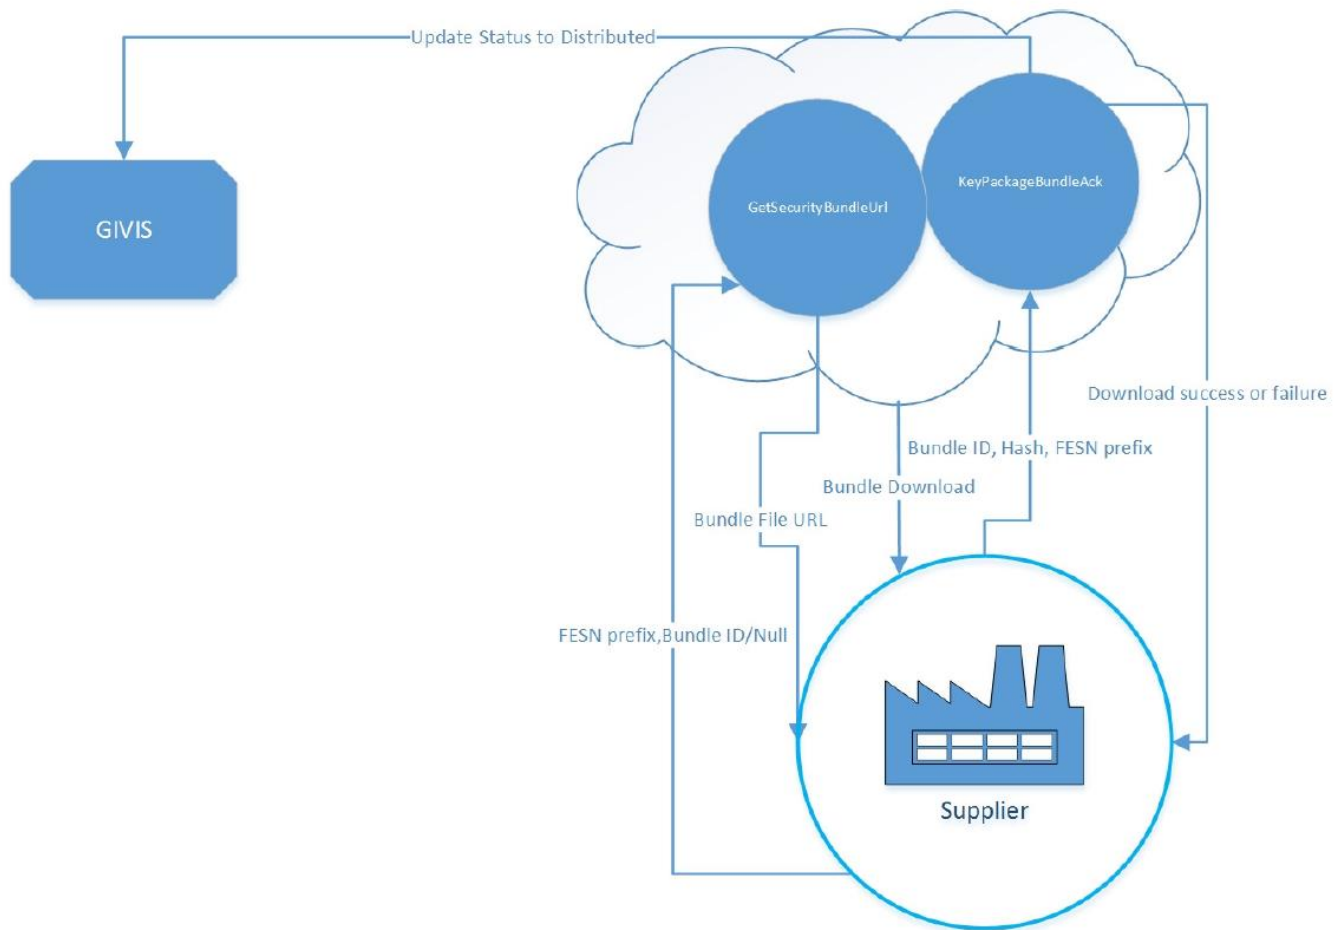 Update Status to Distributed
KeyPackageBundleAck
GetSecurityBundleUrl
GIVIS
Download success or failure
Bundle ID, Hash, FESN prefix
Bundle Download
Bundle File URL
FESN prefix,Bundle ID/Null
Supplier